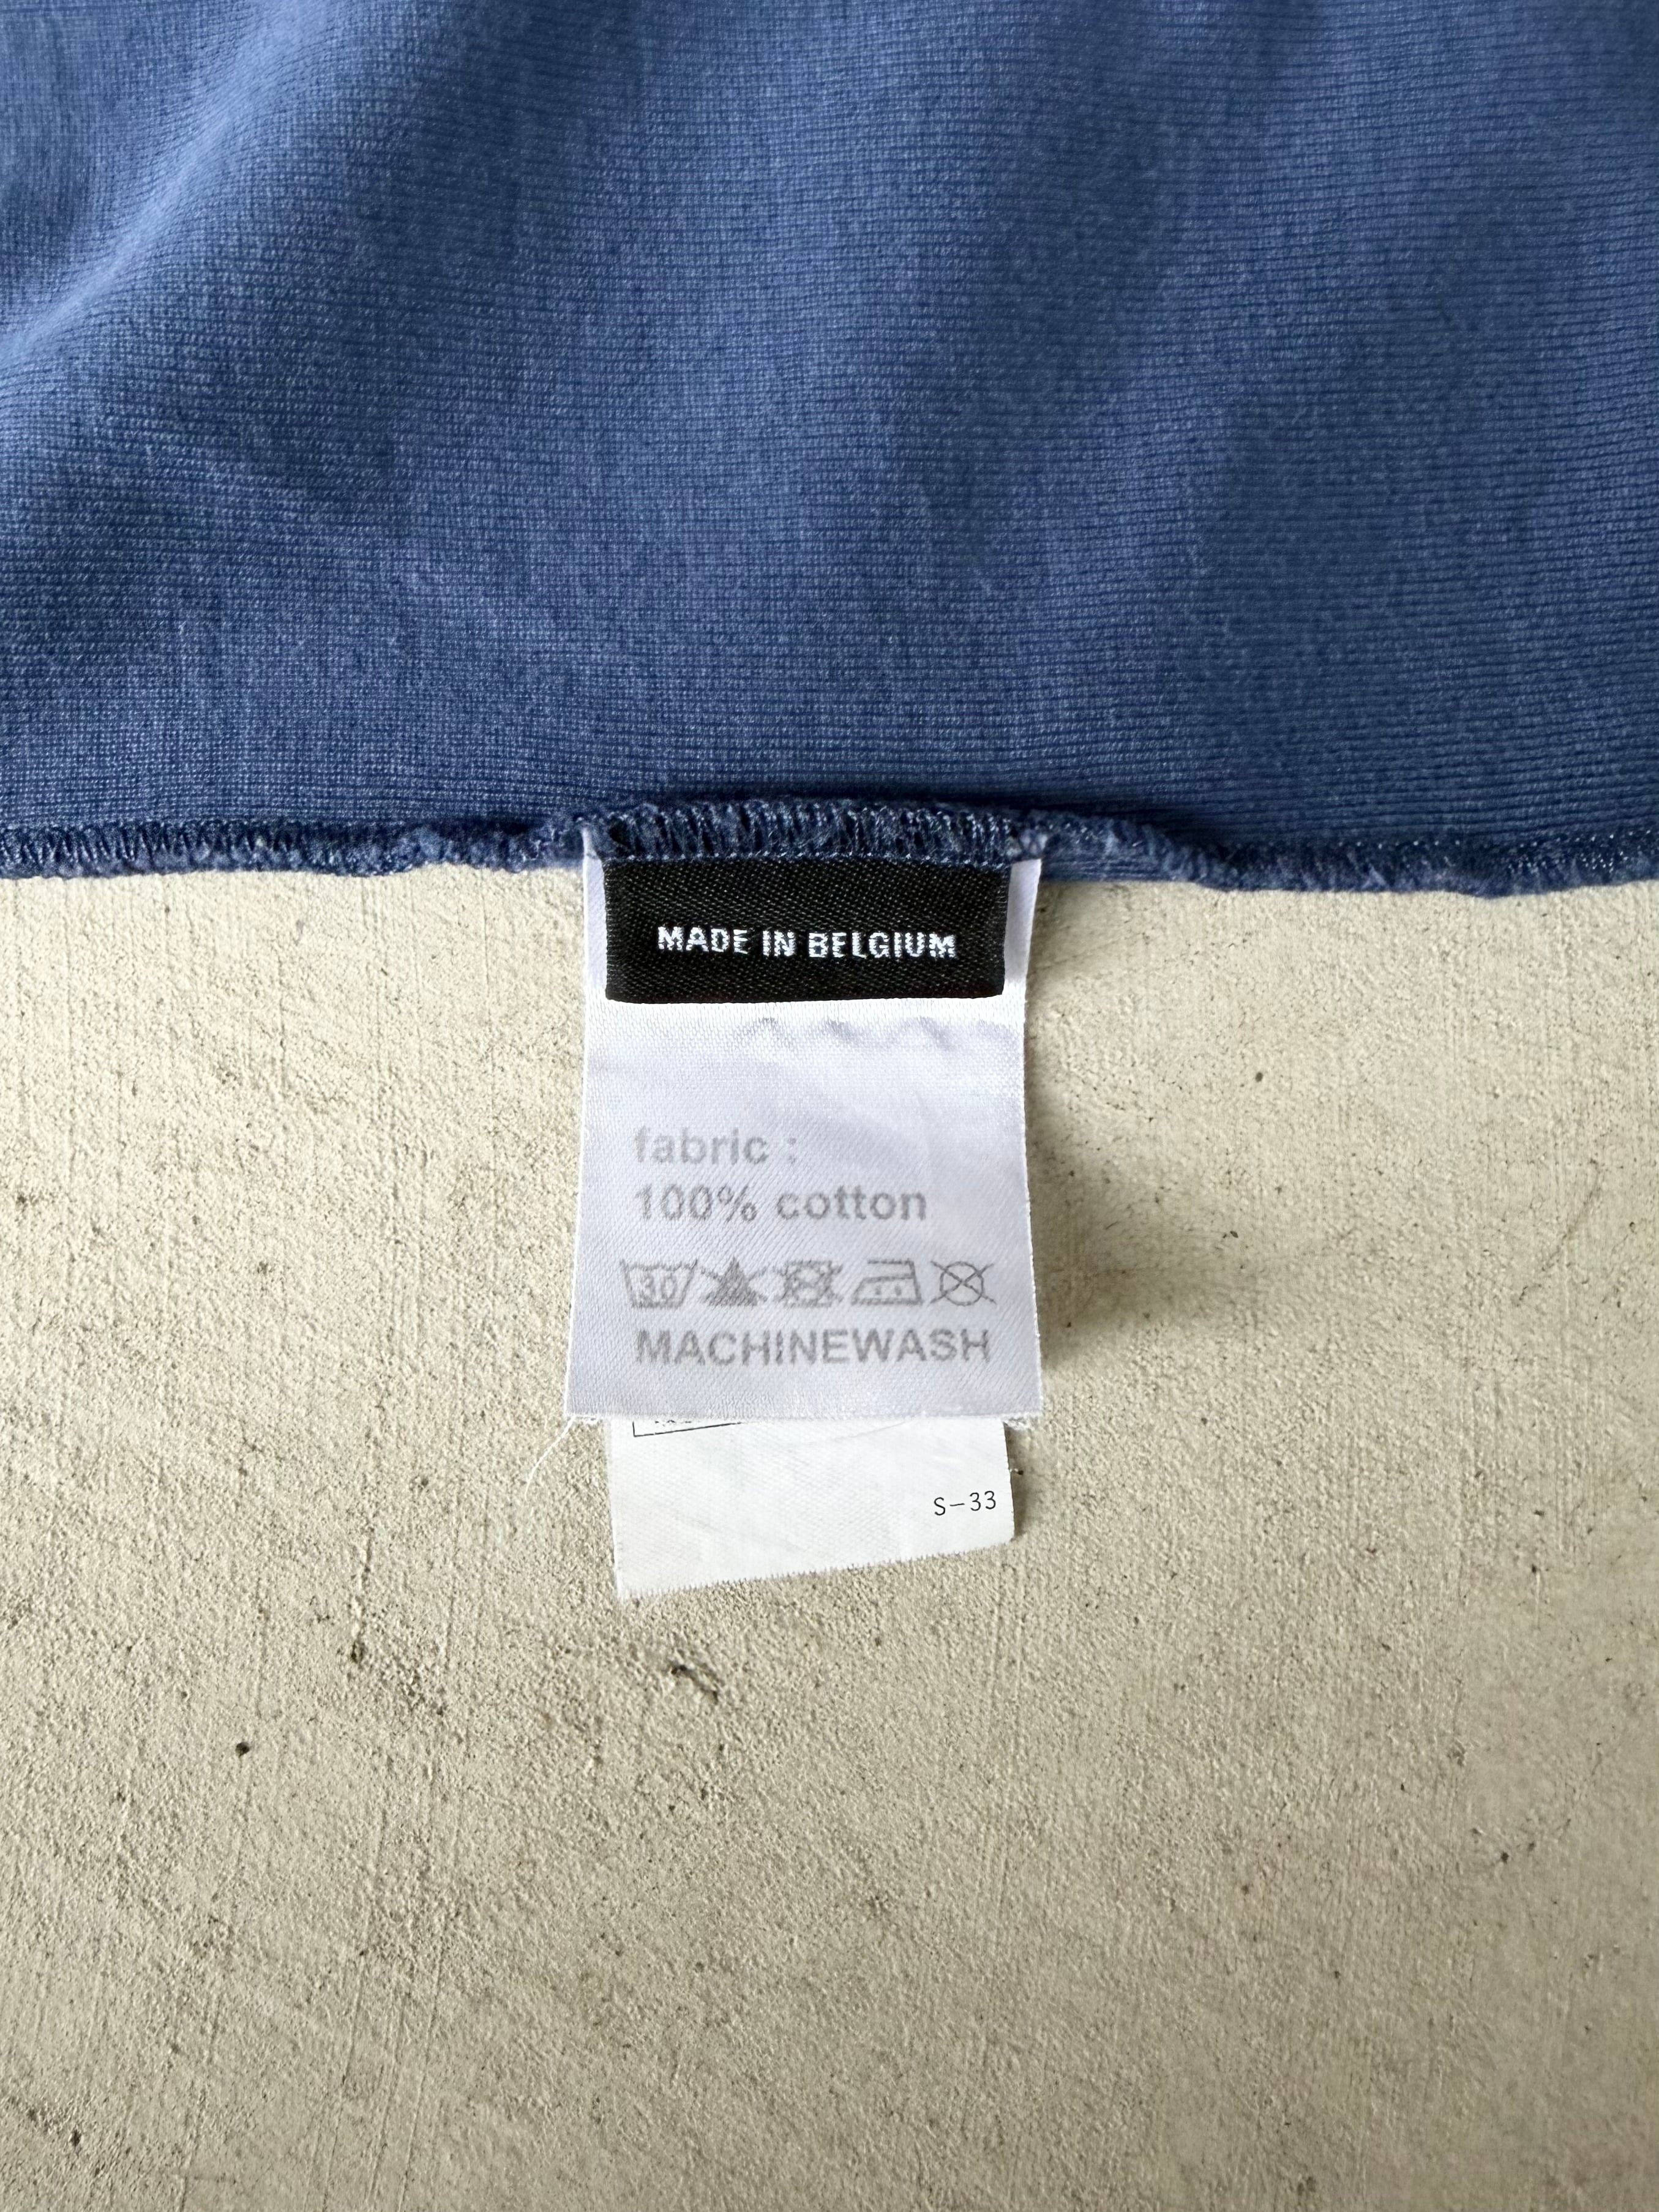 MADE IN BELGIUM
fabric :
100% cotton
30
MACHINEWASH
S-33